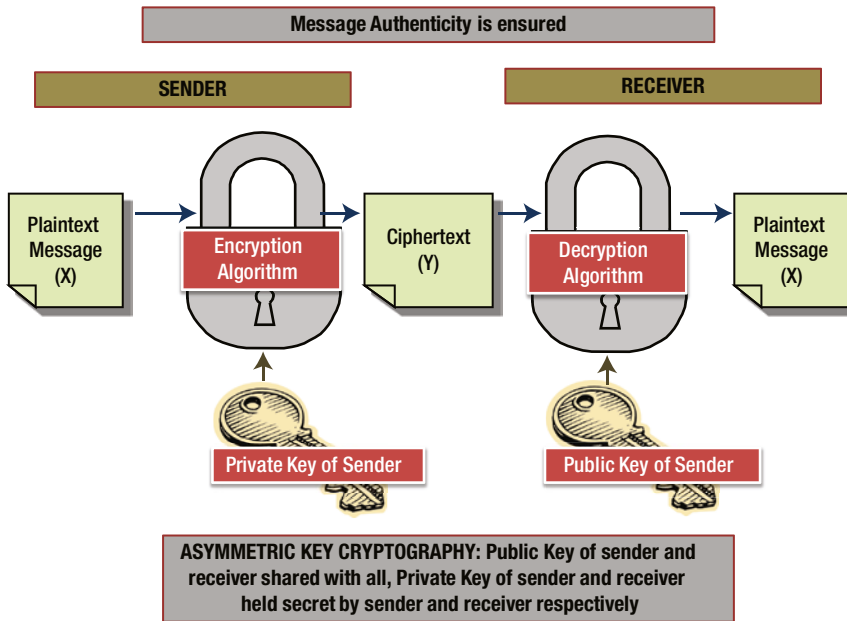 Message Authenticity is ensured
SENDER
RECEIVER
Plaintext
Message
(X)
Encryption
Algorithm
Ciphertext
(Y)
Decryption
Algorithm
Plaintext
Message
(X)
Private Key of Sender
Public Key of Sender
ASYMMETRIC KEY CRYPTOGRAPHY: Public Key of sender and
receiver shared with all, Private Key of sender and receiver
held secret by sender and receiver respectively